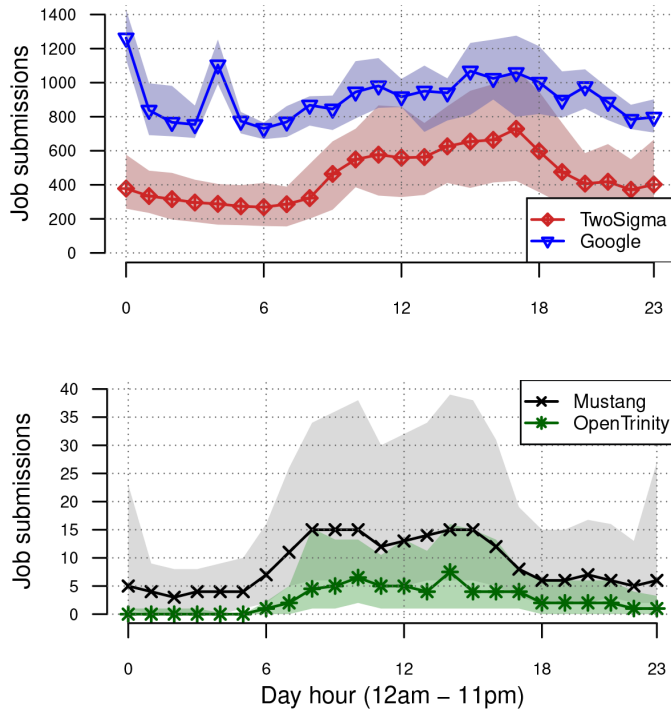 Job submissions
1400
1200
1000
800
600
400
200
0
TwoSigma
Google
0 6 12 18 23
Job submissions
40
35
30
25
20
15
10
5
0
Mustang
OpenTrinity
0 6 12 18 23
Day hour (12am − 11pm)